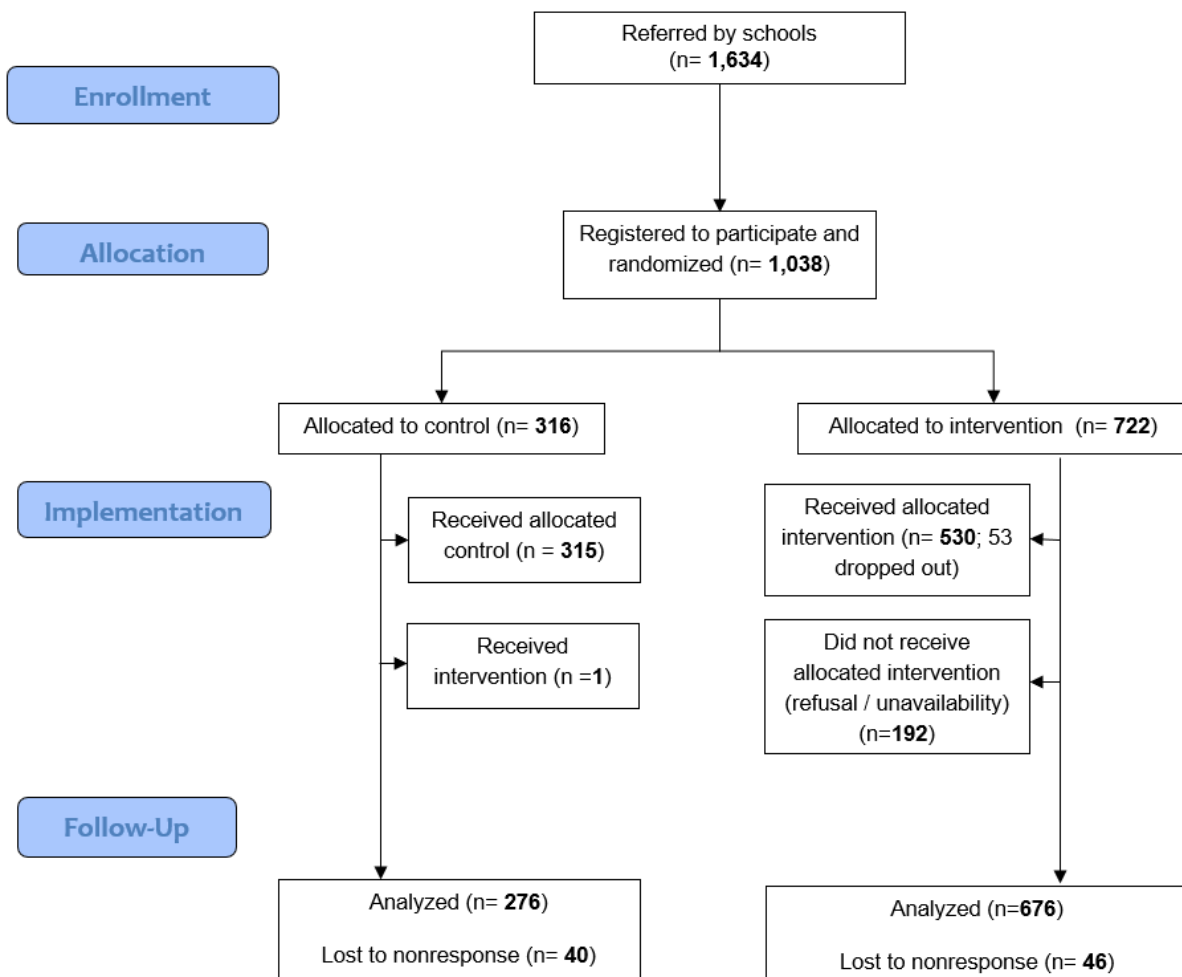 Referred by schools
(n= 1,634)
Enrollment
Registered to participate and
randomized (n= 1,038)
Allocation
Allocated to control (n= 316)
Allocated to intervention (n= 722)
Implementation
Received allocated
control (n = 315)
Received allocated
intervention (n= 530; 53
dropped out)
Received
intervention (n =1)
Did not receive
allocated intervention
(refusal / unavailability)
(n=192)
Follow-Up
Analyzed (n= 276)
Lost to nonresponse (n= 40)
Analyzed (n=676)
Lost to nonresponse (n= 46)